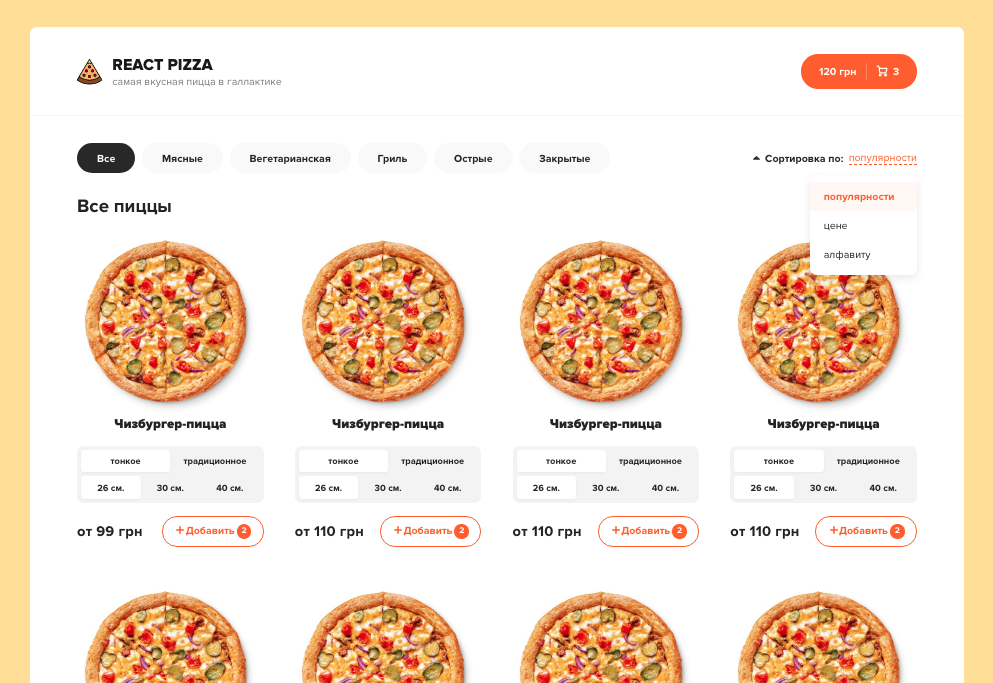 REACT PIZZA
самая вкусная пицца в галлактике
120 грн 3
Все Мясные Вегетарианская Гриль Острые Закрытые Сортировка по: популярности
популярности
цене
алфавиту
Все пиццы
Чизбургер-пицца Чизбургер-пицца Чизбургер-пицца Чизбургер-пицца
тонкое традиционное тонкое традиционное тонкое традиционное тонкое традиционное
26 см. 30 см. 40 см. 26 см. 30 см. 40 см. 26 см. 30 см. 40 см. 26 см. 30 см. 40 см.
от 99 грн +Добавить 2 от 110 грн +Добавить 2 от 110 грн +Добавить 2 от 110 грн +Добавить 2